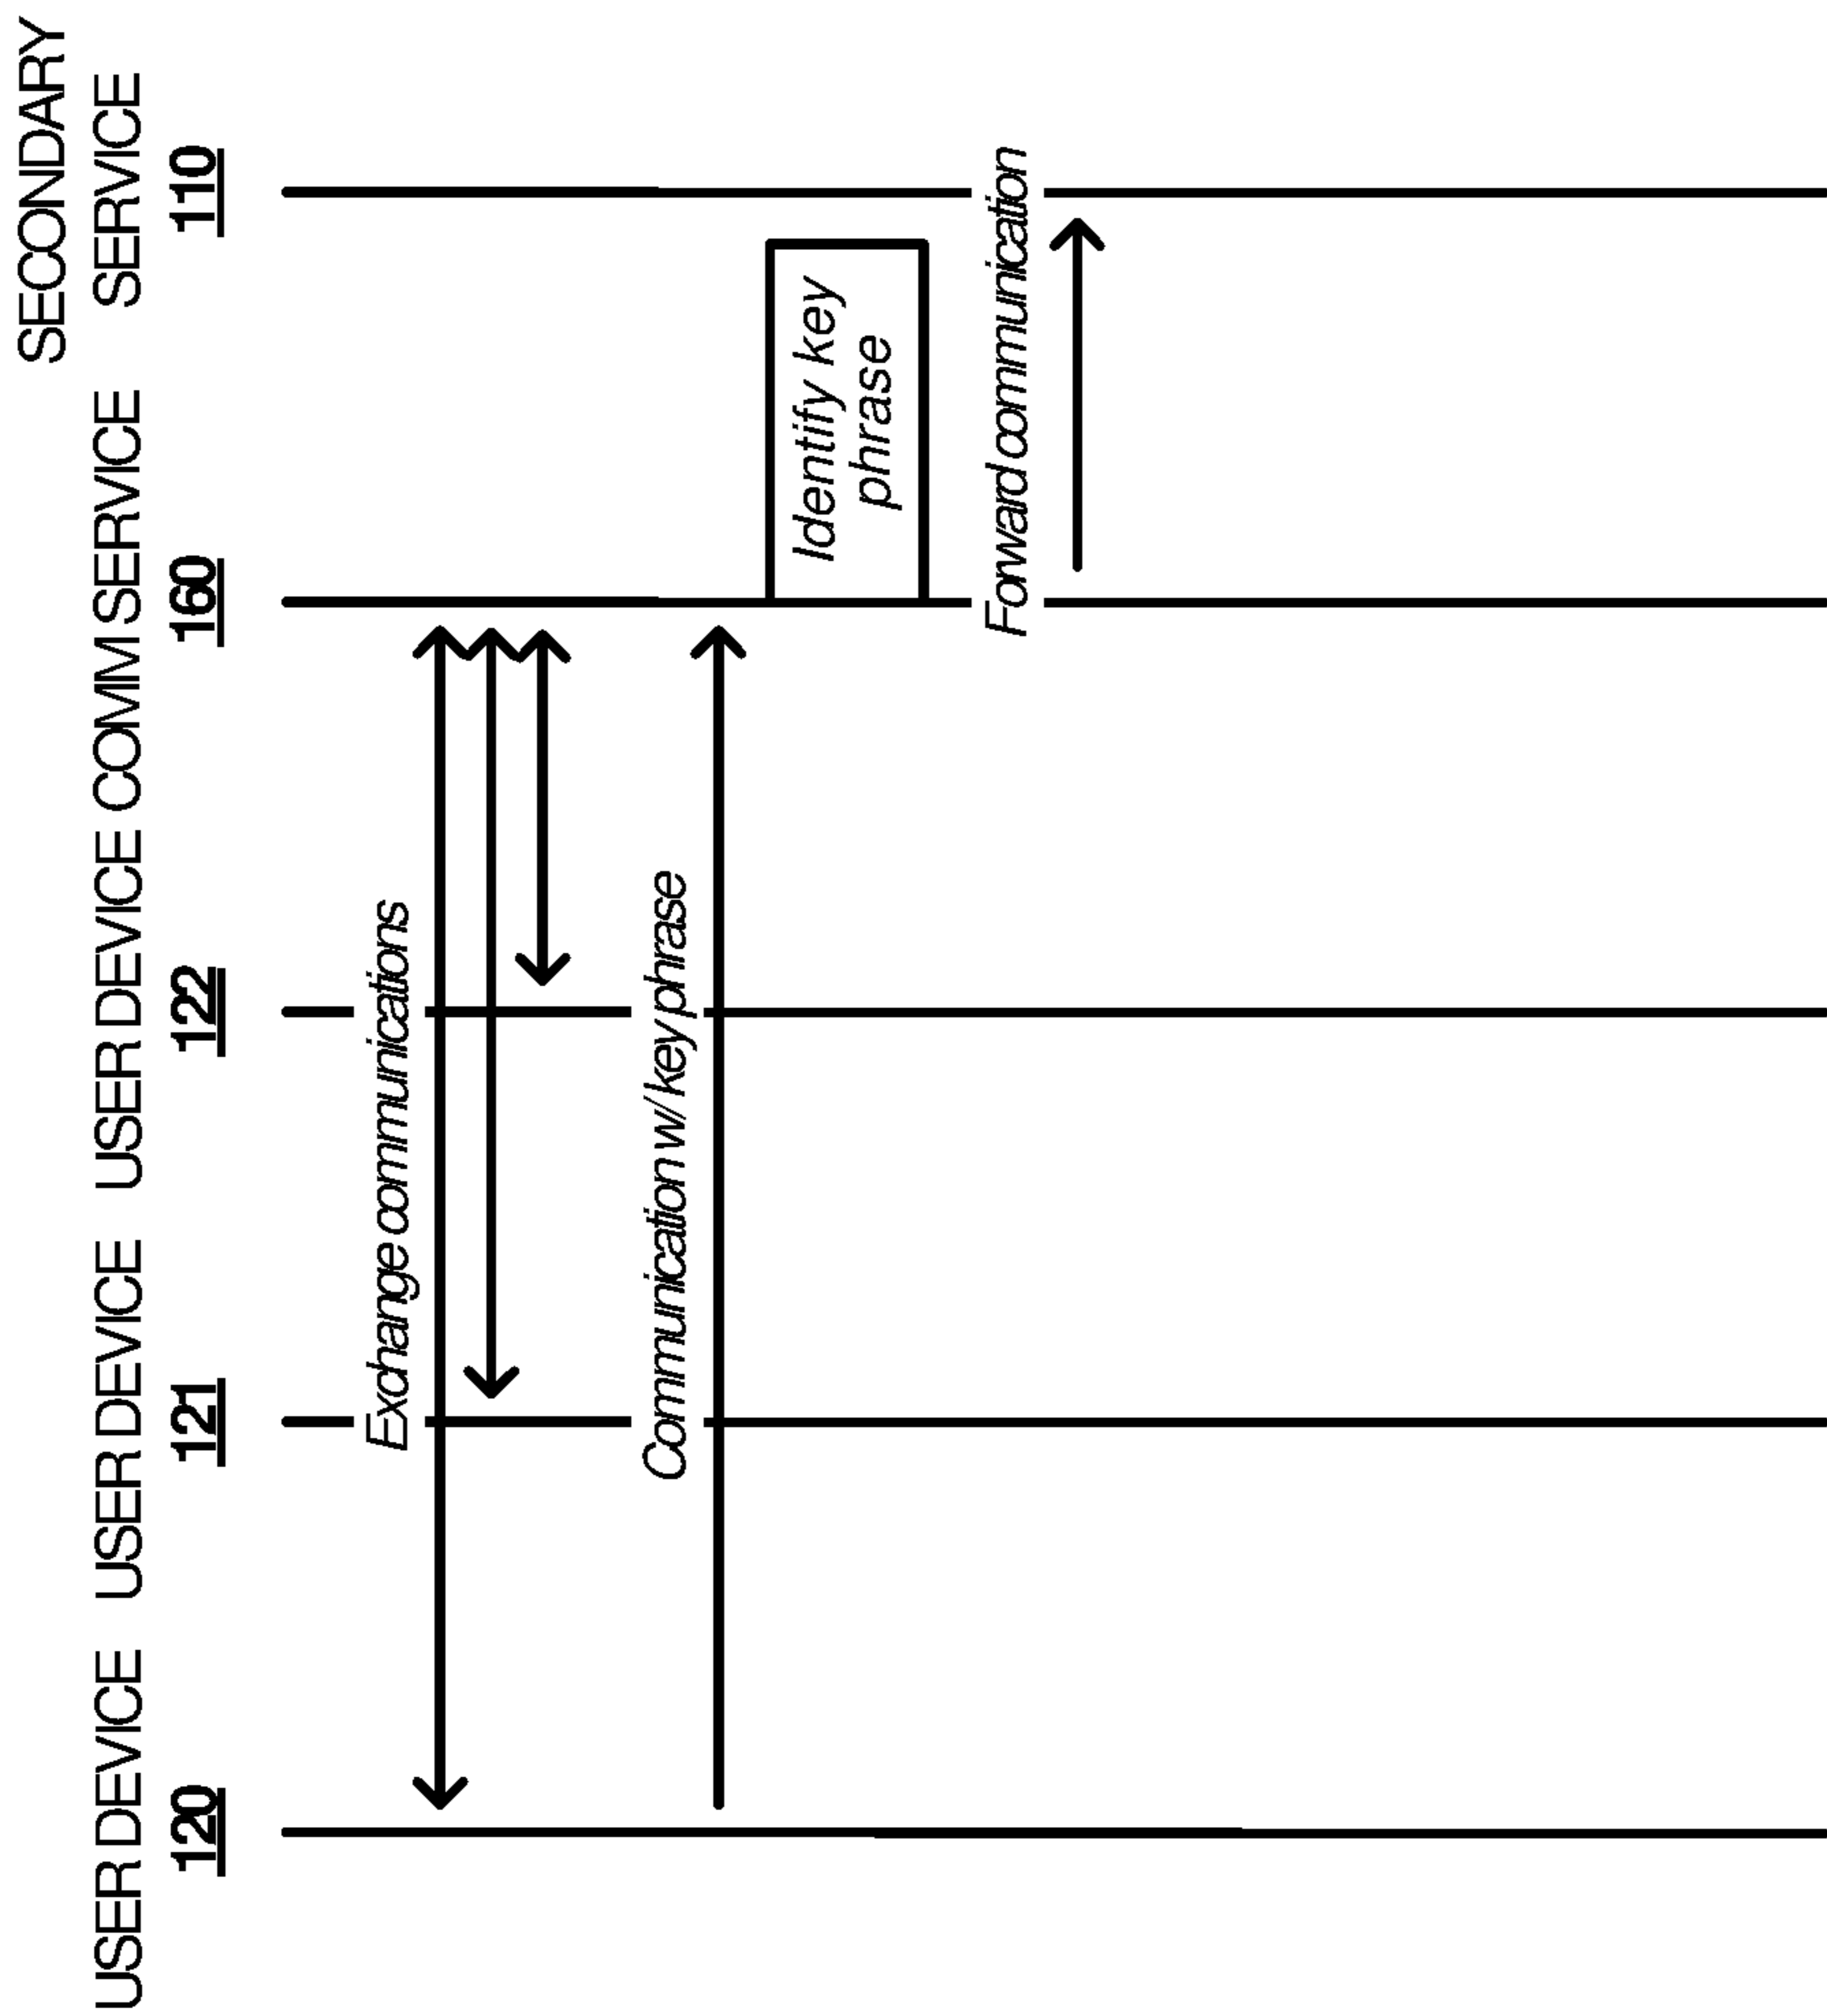 USER DEVICE
120
USER DEVICE
121
USER DEVICE
122
COMM SERVICE
160
SECONDARY
SERVICE
110
Exchange communications
Communication w/ key phrase
Identify key
phrase
Forward communication